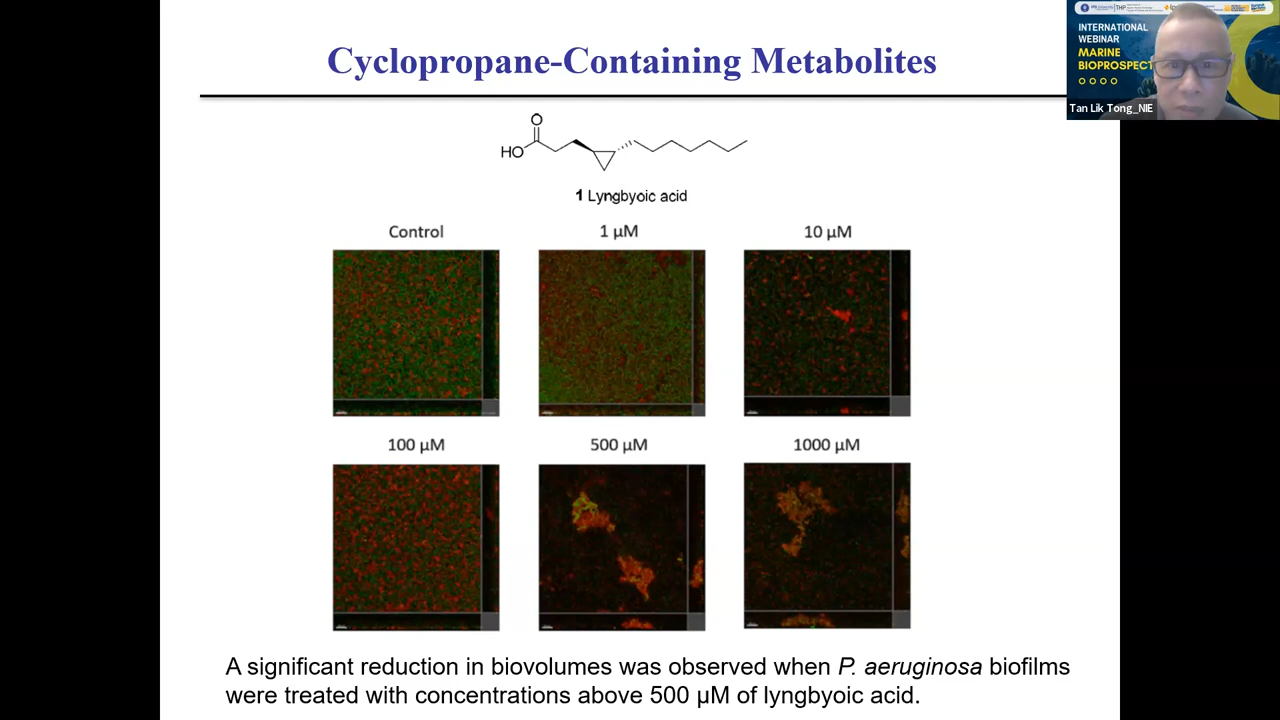 Cyclopropane-Containing Metabolites
INTERNATIONAL
WEBINAR
MARINE
BIOPROSPECT
Tan Lik Tong_NIE
O
HO
1 Lyngbyoic acid
Control
1 µM
10 µM
100 µM
500 µM
1000 µM
A significant reduction in biovolumes was observed when P. aeruginosa biofilms
were treated with concentrations above 500 µM of lyngbyoic acid.